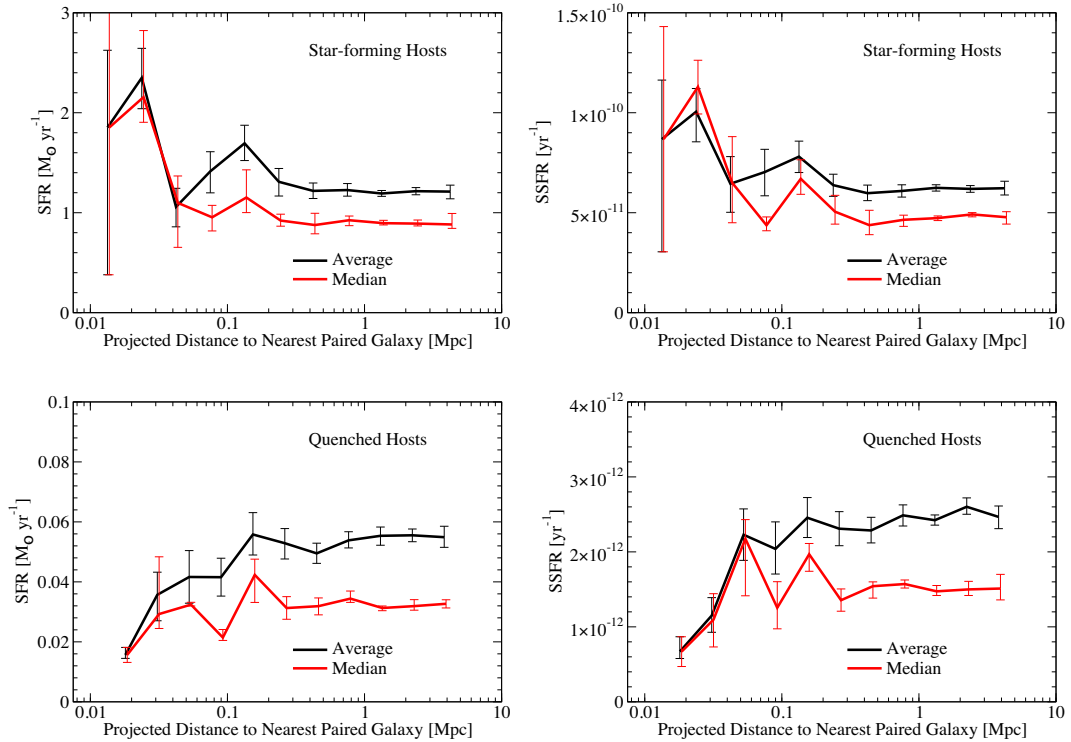 Star-forming Hosts
SFR [M⊙ yr⁻¹]
3
2
1
0
Average
Median
0.01 0.1 1 10
Projected Distance to Nearest Paired Galaxy [Mpc]
Star-forming Hosts
SSFR [yr⁻¹]
1.5×10⁻¹⁰
1×10⁻¹⁰
5×10⁻¹¹
0
Average
Median
0.01 0.1 1 10
Projected Distance to Nearest Paired Galaxy [Mpc]
Quenched Hosts
SFR [M⊙ yr⁻¹]
0.1
0.08
0.06
0.04
0.02
0
Average
Median
0.01 0.1 1 10
Projected Distance to Nearest Paired Galaxy [Mpc]
Quenched Hosts
SSFR [yr⁻¹]
4×10⁻¹²
3×10⁻¹²
2×10⁻¹²
1×10⁻¹²
0
Average
Median
0.01 0.1 1 10
Projected Distance to Nearest Paired Galaxy [Mpc]